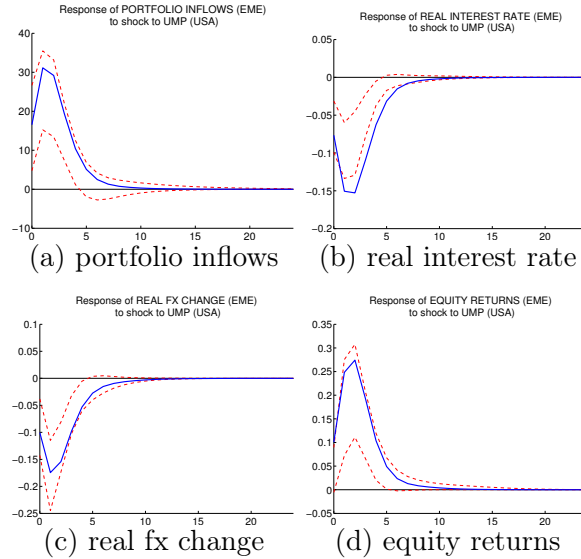 Response of PORTFOLIO INFLOWS (EME)
to shock to UMP (USA)
40
30
20
10
0
−10
0 5 10 15 20
(a) portfolio inflows
Response of REAL INTEREST RATE (EME)
to shock to UMP (USA)
0.05
0
−0.05
−0.1
−0.15
−0.2
0 5 10 15 20
(b) real interest rate
Response of REAL FX CHANGE (EME)
to shock to UMP (USA)
0.1
0.05
0
−0.05
−0.1
−0.15
−0.2
−0.25
0 5 10 15 20
(c) real fx change
Response of EQUITY RETURNS (EME)
to shock to UMP (USA)
0.35
0.3
0.25
0.2
0.15
0.1
0.05
0
−0.05
0 5 10 15 20
(d) equity returns